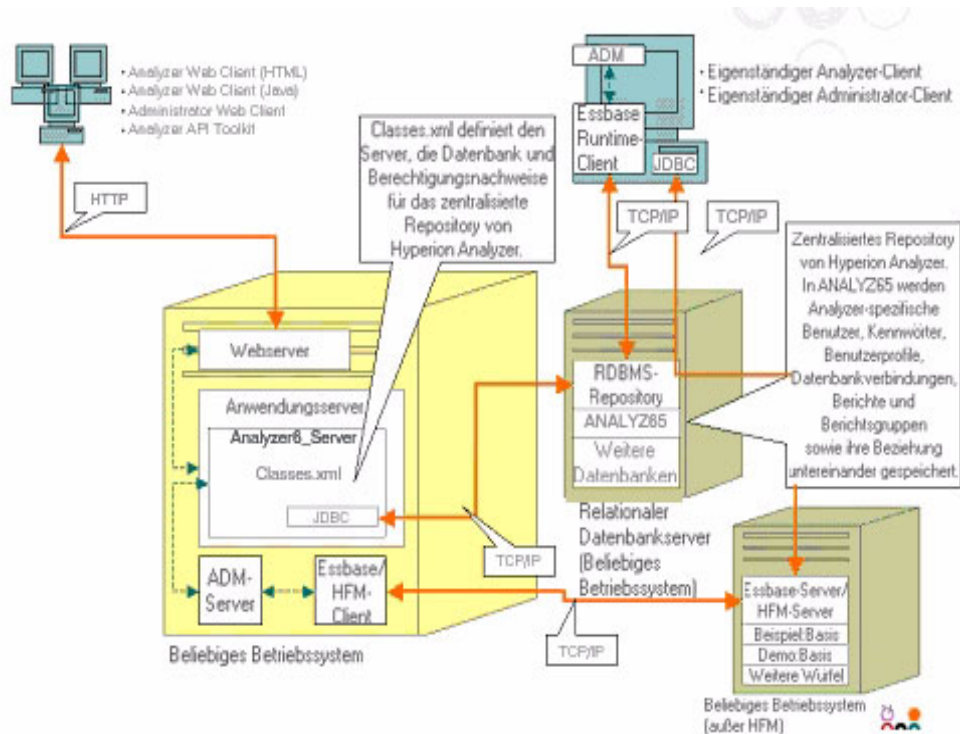 • Analyzer Web Client (HTML)
• Analyzer Web Client (Java)
• Administrator Web Client
• Analyzer API Toolkit
HTTP
Classes.xml definiert den
Server, die Datenbank und
Berechtigungsnachweise
für das zentralisierte
Repository von
Hyperion Analyzer.
ADM
Essbase
Runtime-
Client
JDBC
• Eigenständiger Analyzer-Client
• Eigenständiger Administrator-Client
TCP/IP
TCP/IP
Zentralisiertes Repository
von Hyperion Analyzer.
In ANALYZ65 werden
Analyzer-spezifische
Benutzer, Kennwörter,
Benutzerprofile,
Datenbankverbindungen,
Berichte und
Berichtsgruppen
sowie ihre Beziehung
untereinander gespeichert.
Webserver
Anwendungsserver
Analyzer6_Server
Classes.xml
JDBC
ADM-
Server
Essbase/
HFM-
Client
Beliebiges Betriebssystem
TCP/IP
RDBMS-
Repository
ANALYZ65
Weitere
Datenbanken
Relationaler
Datenbankserver
(Beliebiges
Betriebssystem)
TCP/IP
Essbase-Server/
HFM-Server
Beispiel:Basis
Demo:Basis
Weitere Würfel
Beliebiges Betriebssystem
(außer HFM)